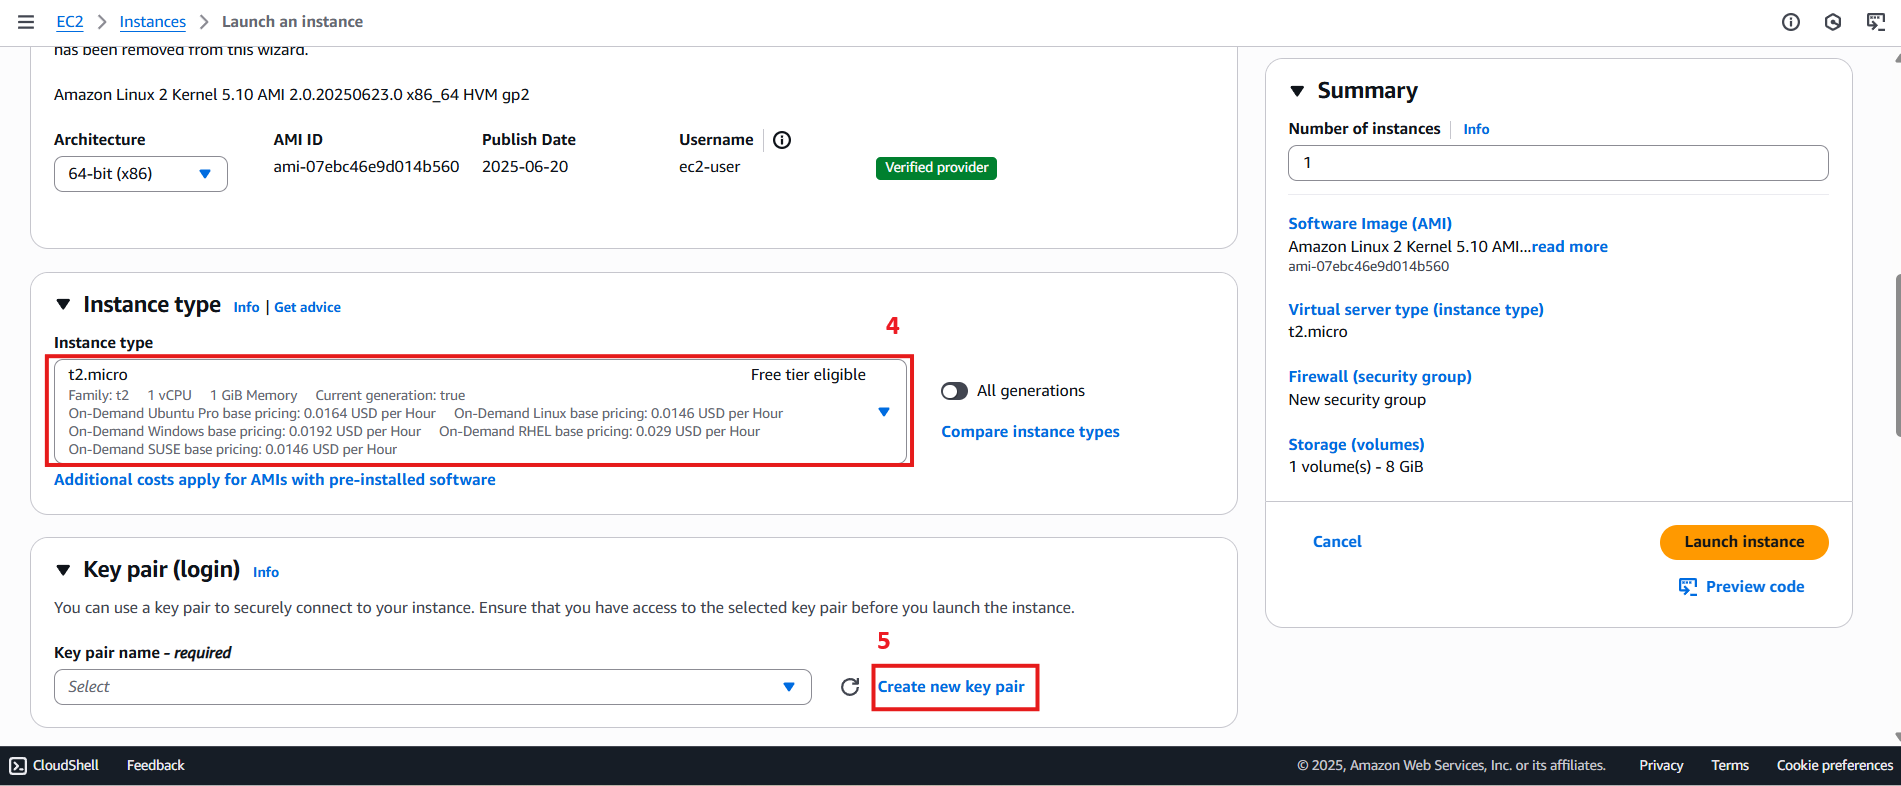 EC2 > Instances > Launch an instance
has been removed from this wizard.
Amazon Linux 2 Kernel 5.10 AMI 2.0.20250623.0 x86_64 HVM gp2
Architecture
64-bit (x86)
AMI ID
ami-07ebc46e9d014b560
Publish Date
2025-06-20
Username
ec2-user
Verified provider
Instance type Info | Get advice
4
Instance type
t2.micro Free tier eligible
Family: t2 1 vCPU 1 GiB Memory Current generation: true
On-Demand Ubuntu Pro base pricing: 0.0164 USD per Hour On-Demand Linux base pricing: 0.0146 USD per Hour
On-Demand Windows base pricing: 0.0192 USD per Hour On-Demand RHEL base pricing: 0.029 USD per Hour
On-Demand SUSE base pricing: 0.0146 USD per Hour
All generations
Compare instance types
Additional costs apply for AMIs with pre-installed software
Key pair (login) Info
You can use a key pair to securely connect to your instance. Ensure that you have access to the selected key pair before you launch the instance.
5
Key pair name - required
Select
Create new key pair
Summary
Number of instances Info
1
Software Image (AMI)
Amazon Linux 2 Kernel 5.10 AMI...read more
ami-07ebc46e9d014b560
Virtual server type (instance type)
t2.micro
Firewall (security group)
New security group
Storage (volumes)
1 volume(s) - 8 GiB
Cancel
Launch instance
Preview code
CloudShell Feedback © 2025, Amazon Web Services, Inc. or its affiliates. Privacy Terms Cookie preferences